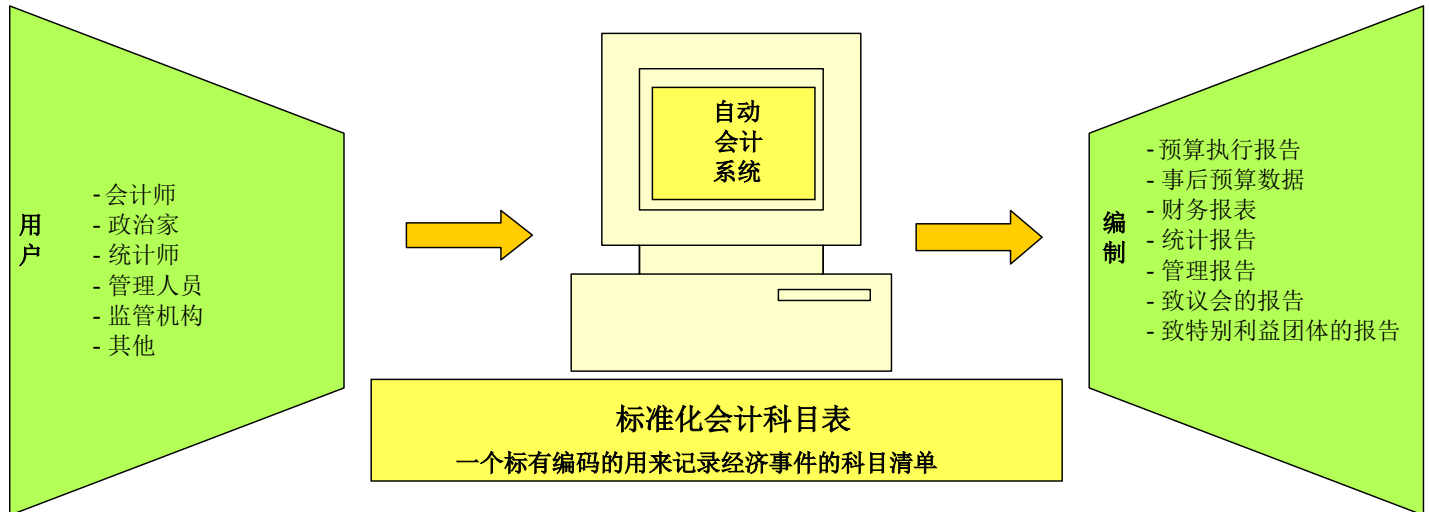 用
户
- 会计师
- 政治家
- 统计师
- 管理人员
- 监管机构
- 其他
自动
会计
系统
标准化会计科目表
一个标有编码的用来记录经济事件的科目清单
编
制
- 预算执行报告
- 事后预算数据
- 财务报表
- 统计报告
- 管理报告
- 致议会的报告
- 致特别利益团体的报告